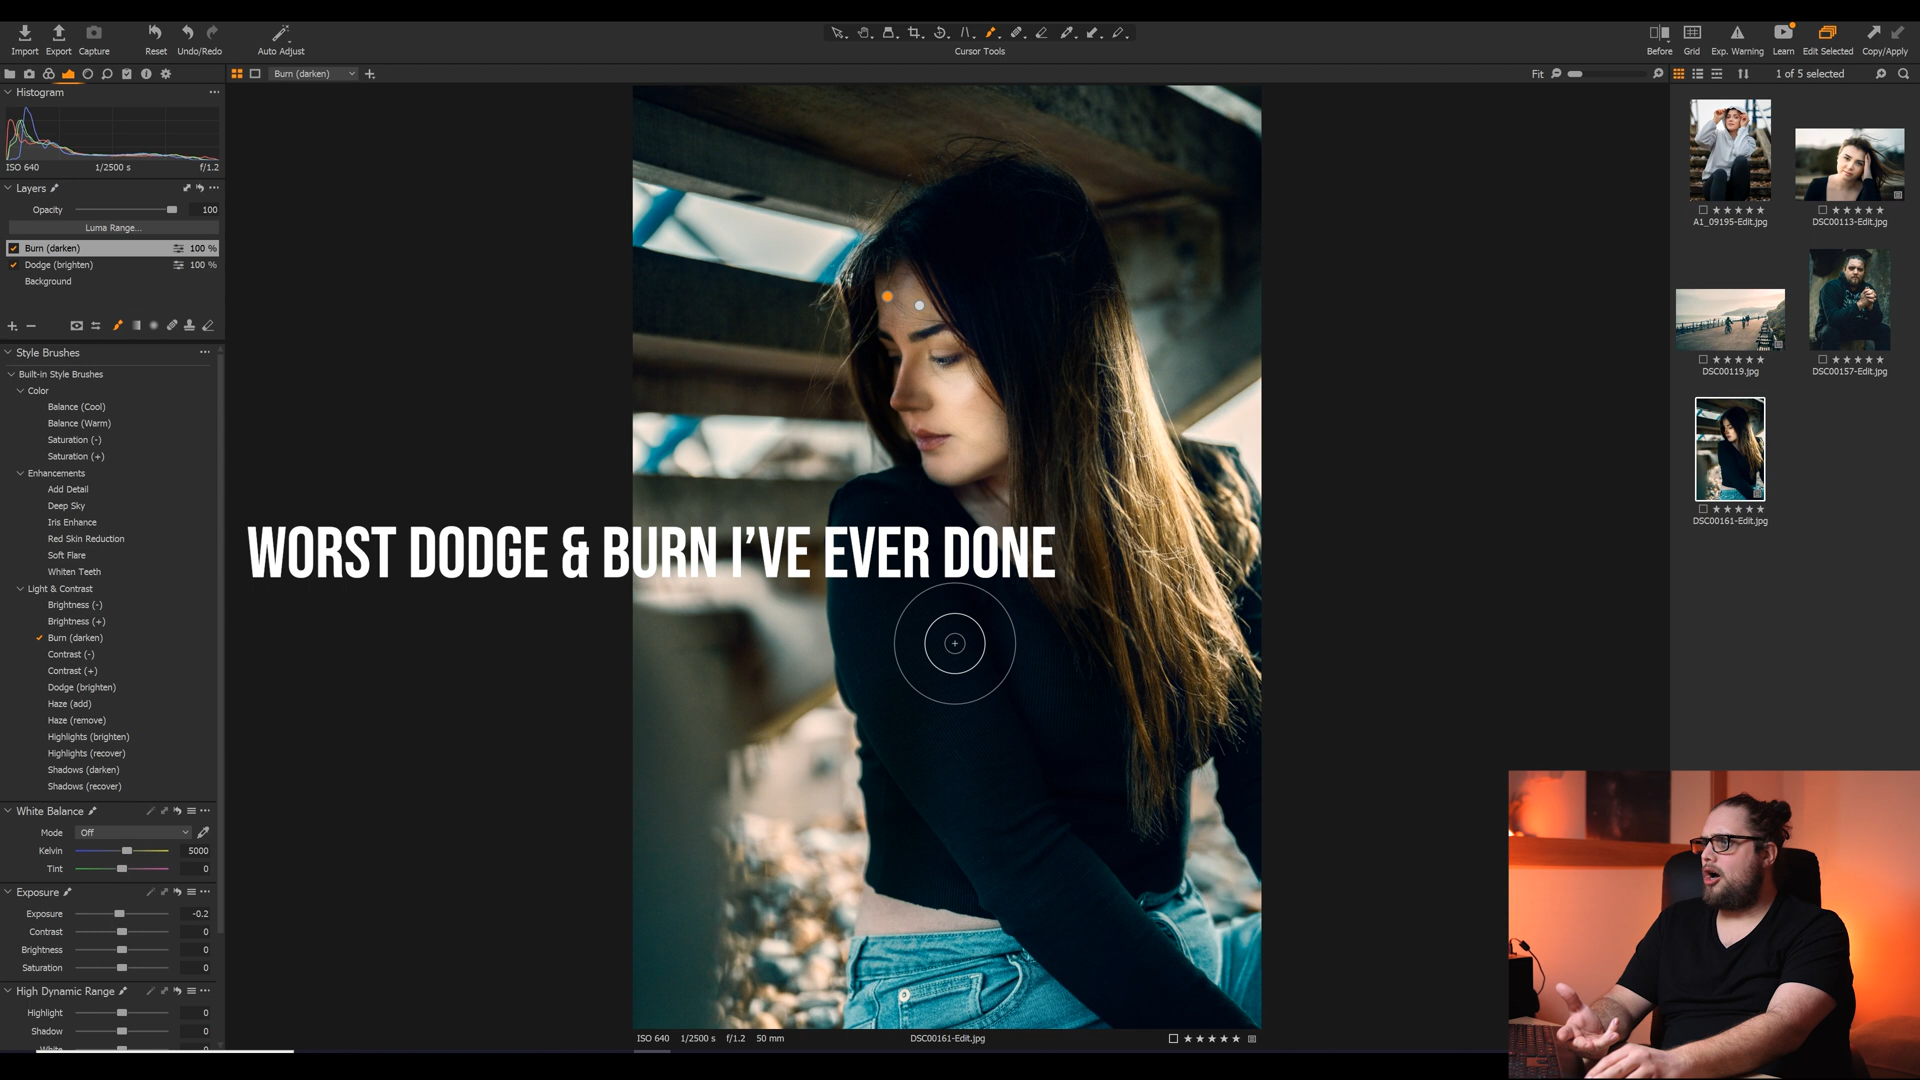 Import Export Capture Reset Undo/Redo Auto Adjust Cursor Tools Before Grid Exp. Warning Learn Edit Selected Copy/Apply
Burn (darken) Fit 1 of 5 selected
Histogram
ISO 640 1/2500 s f/1.2
Layers
Opacity 100
Luma Range...
Burn (darken) 100 %
Dodge (brighten) 100 %
Background
Style Brushes
Built-in Style Brushes
Color
Balance (Cool)
Balance (Warm)
Saturation (-)
Saturation (+)
Enhancements
Add Detail
Deep Sky
Iris Enhance
Red Skin Reduction
Soft Flare
Whiten Teeth
Light & Contrast
Brightness (-)
Brightness (+)
Burn (darken)
Contrast (-)
Contrast (+)
Dodge (brighten)
Haze (add)
Haze (remove)
Highlights (brighten)
Highlights (recover)
Shadows (darken)
Shadows (recover)
White Balance
Mode Off
Kelvin 5000
Tint 0
Exposure
Exposure -0.2
Contrast 0
Brightness 0
Saturation 0
High Dynamic Range
Highlight 0
Shadow 0
White 0
WORST DODGE & BURN I'VE EVER DONE
ISO 640 1/2500 s f/1.2 50 mm DSC00161-Edit.jpg
A1_09195-Edit.jpg DSC00113-Edit.jpg
DSC00119.jpg DSC00157-Edit.jpg
DSC00161-Edit.jpg